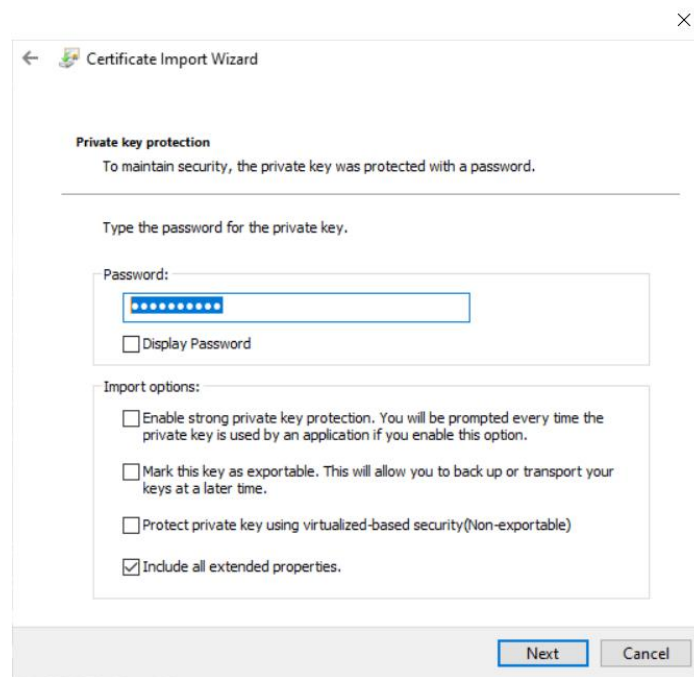 Certificate Import Wizard
Private key protection
To maintain security, the private key was protected with a password.
Type the password for the private key.
Password:
●●●●●●●●●●
Display Password
Import options:
Enable strong private key protection. You will be prompted every time the
private key is used by an application if you enable this option.
Mark this key as exportable. This will allow you to back up or transport your
keys at a later time.
Protect private key using virtualized-based security(Non-exportable)
Include all extended properties.
Next Cancel